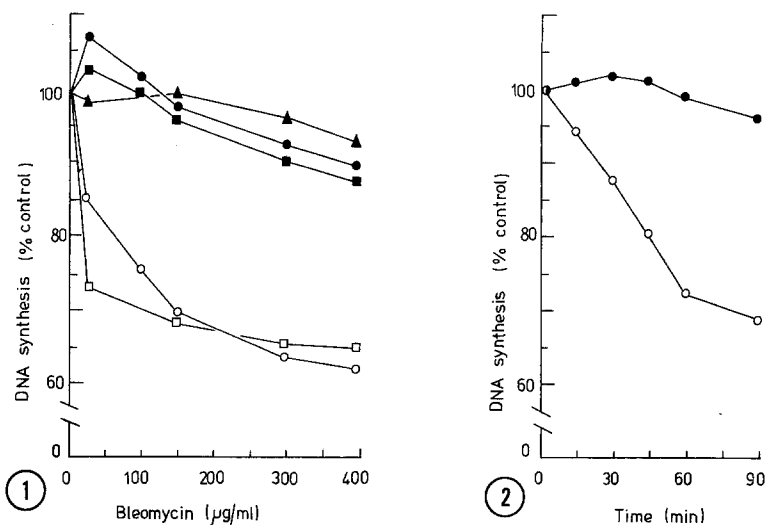 100
80
60
0
DNA synthesis (% control)
0 100 200 300 400
Bleomycin (µg/ml)
1
100
80
60
0
DNA synthesis (% control)
0 30 60 90
Time (min)
2